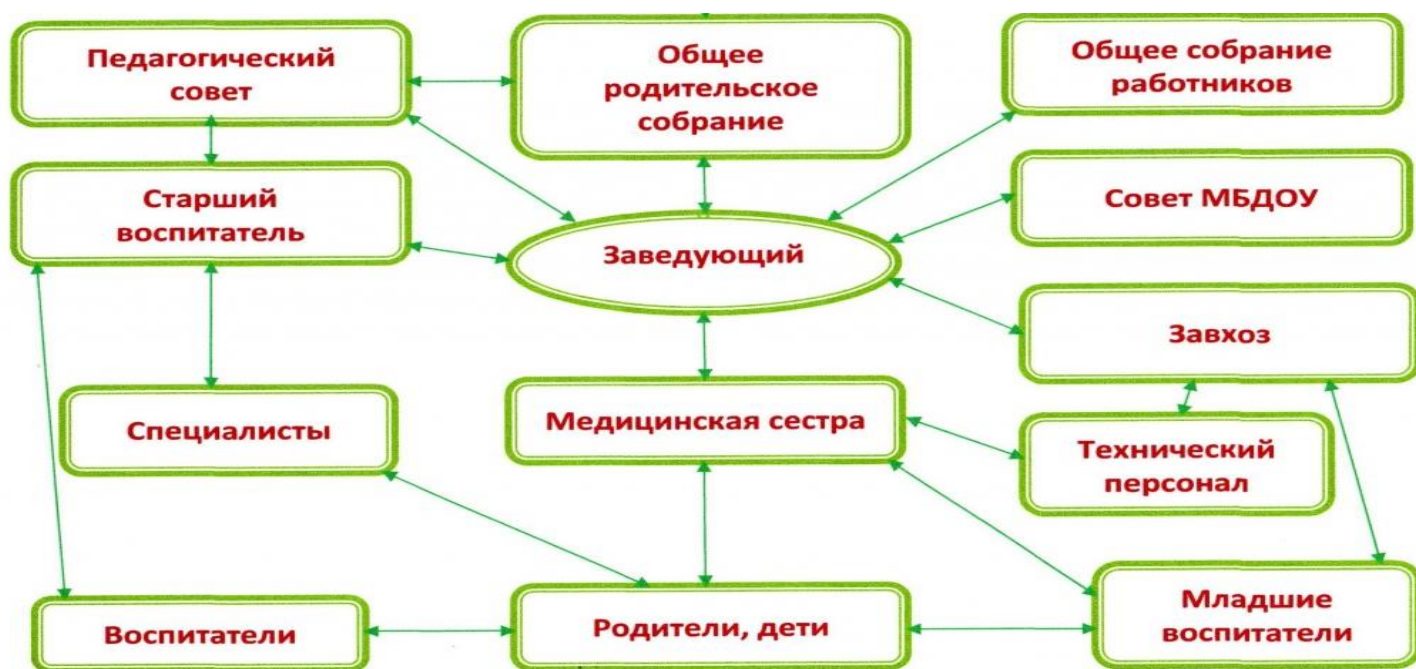 Педагогический
совет
Общее
родительское
собрание
Общее собрание
работников
Старший
воспитатель
Совет МБДОУ
Заведующий
Завхоз
Специалисты
Медицинская сестра
Технический
персонал
Воспитатели
Родители, дети
Младшие
воспитатели